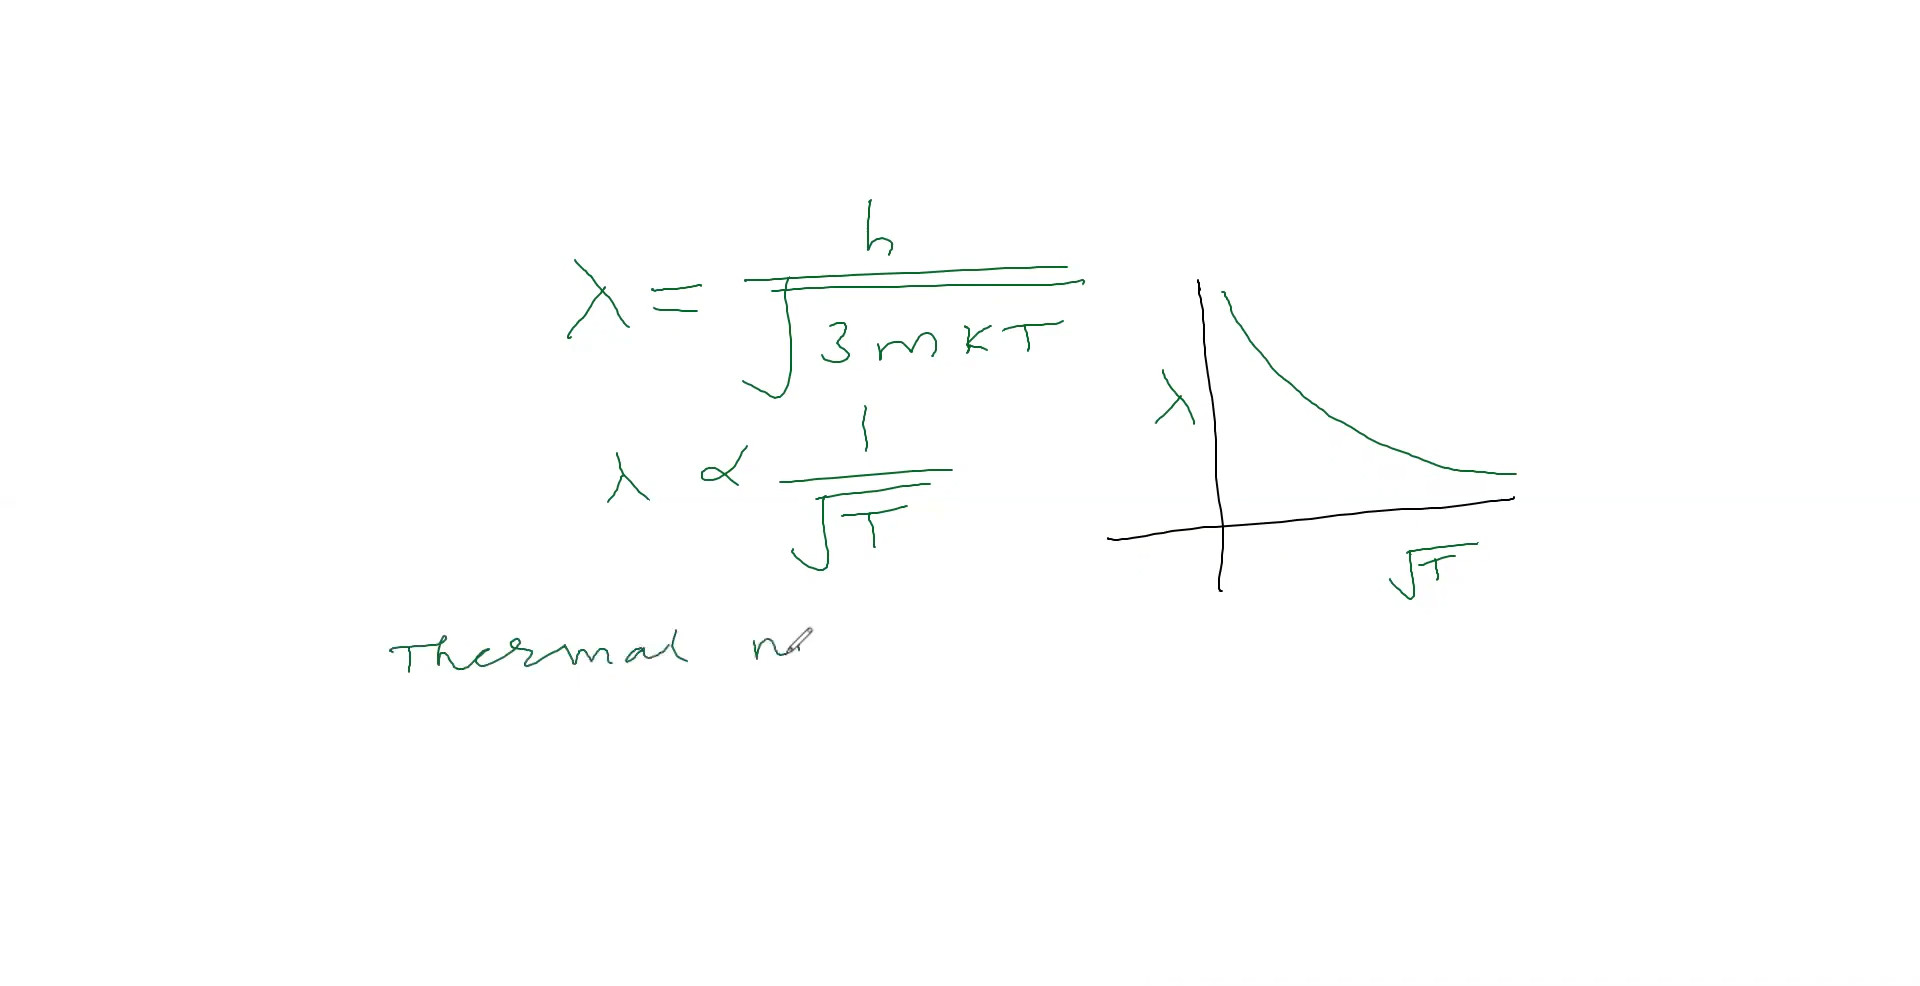 λ = h / √(3mKT)
λ ∝ 1 / √T
Thermal
λ
√T